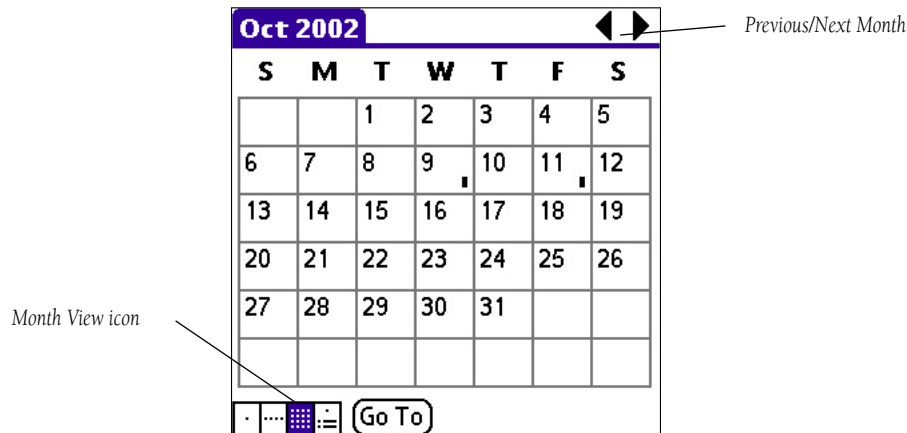 Oct 2002
Previous/Next Month
S M T W T F S
1 2 3 4 5
6 7 8 9 10 11 12
13 14 15 16 17 18 19
20 21 22 23 24 25 26
27 28 29 30 31
Month View icon
Go To